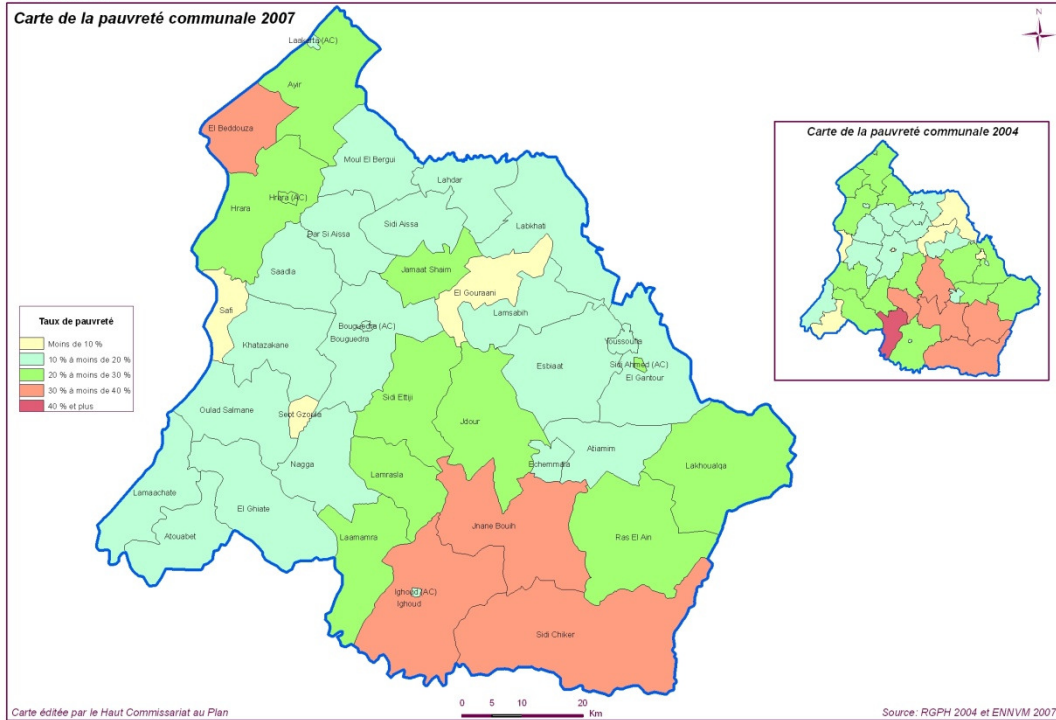 Carte de la pauvreté communale 2007
N
Laakarta (AC)
Ayir
El Beddouza
Moul El Bergui
Lahdar
Hrara
Hrara (AC)
Sidi Aissa
Labkhati
Dar Si Aissa
Saadla
Jamaat Shaim
El Gouraani
Safi
Lamsabih
Bouguedra (AC)
Bouguedra
Khatazakane
Youssoufia
Esbiaat
Sidi Ahmed (AC)
El Gantour
Sidi Ettiji
Oulad Salmane
Sebt Gzoula
Jdour
Atiamim
Echemmaia
Nagga
Lamrasla
Lakhoualqa
Lamaachate
El Ghiate
Atouabet
Laamamra
Jnane Bouih
Ras El Ain
Ighoud (AC)
Ighoud
Sidi Chiker
Taux de pauvreté
Moins de 10 %
10 % à moins de 20 %
20 % à moins de 30 %
30 % à moins de 40 %
40 % et plus
Carte de la pauvreté communale 2004
0 5 10 20
Km
Carte éditée par le Haut Commissariat au Plan
Source: RGPH 2004 et ENNVM 2007